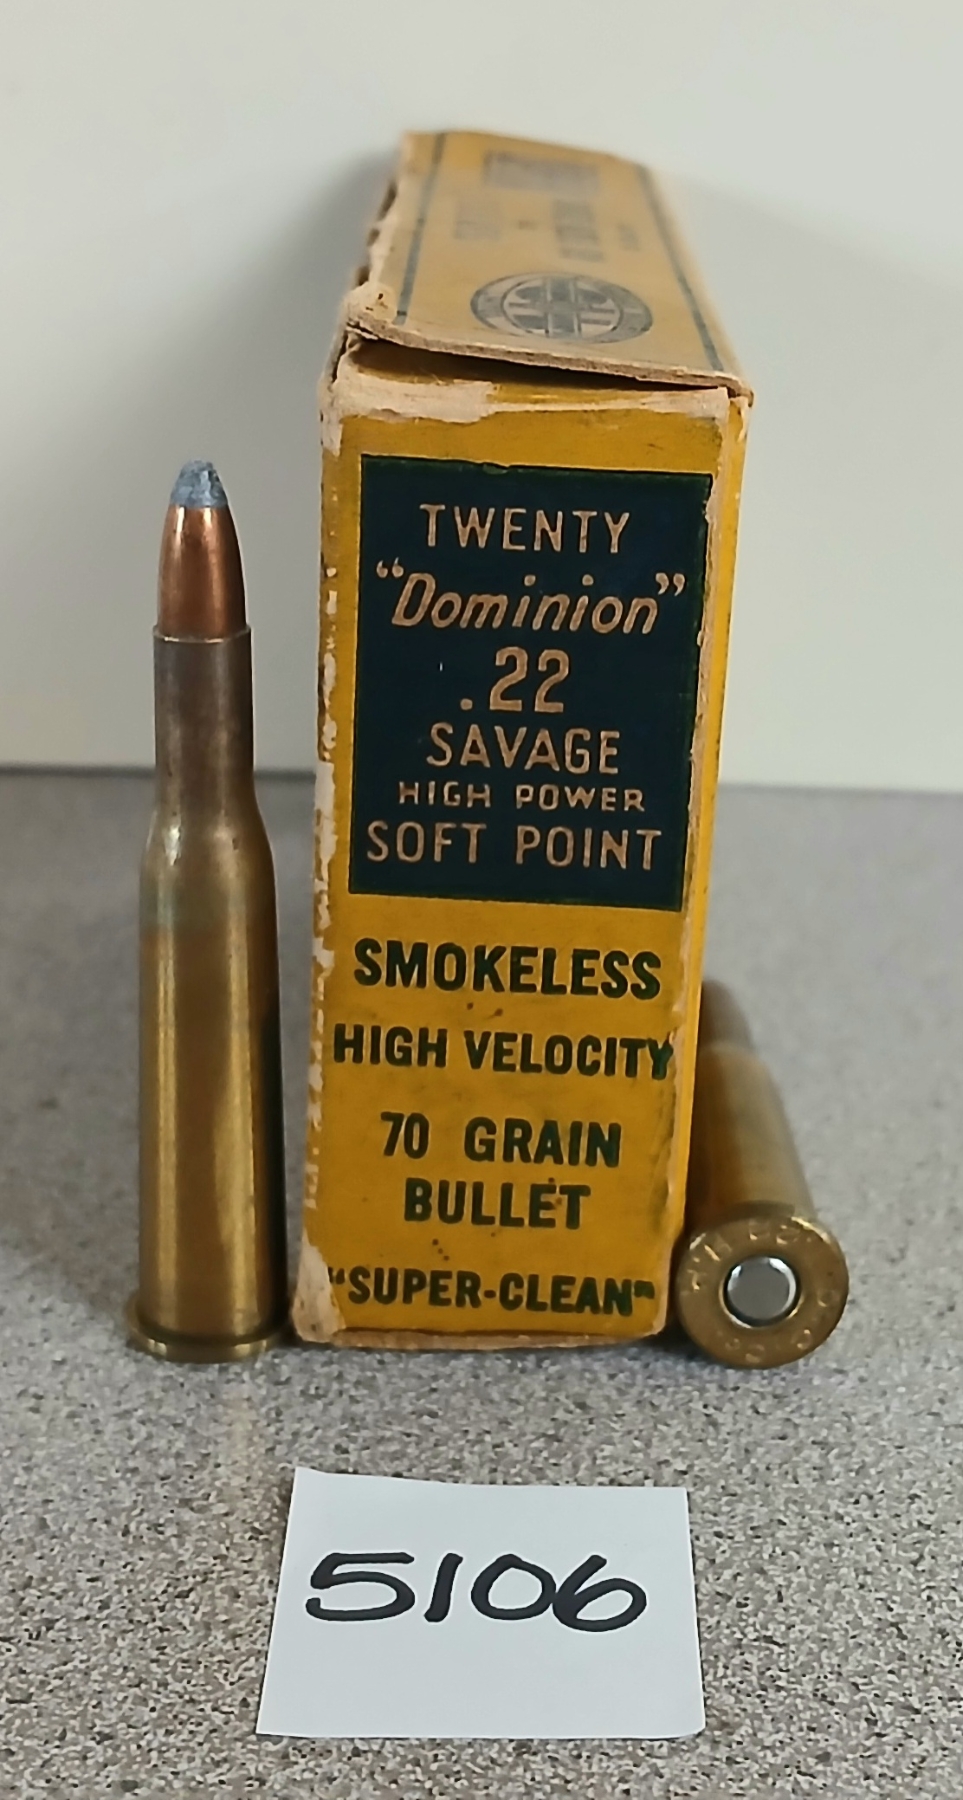 TWENTY
"Dominion"
.22
SAVAGE
HIGH POWER
SOFT POINT
SMOKELESS
HIGH VELOCITY
70 GRAIN
BULLET
"SUPER-CLEAN"
5106